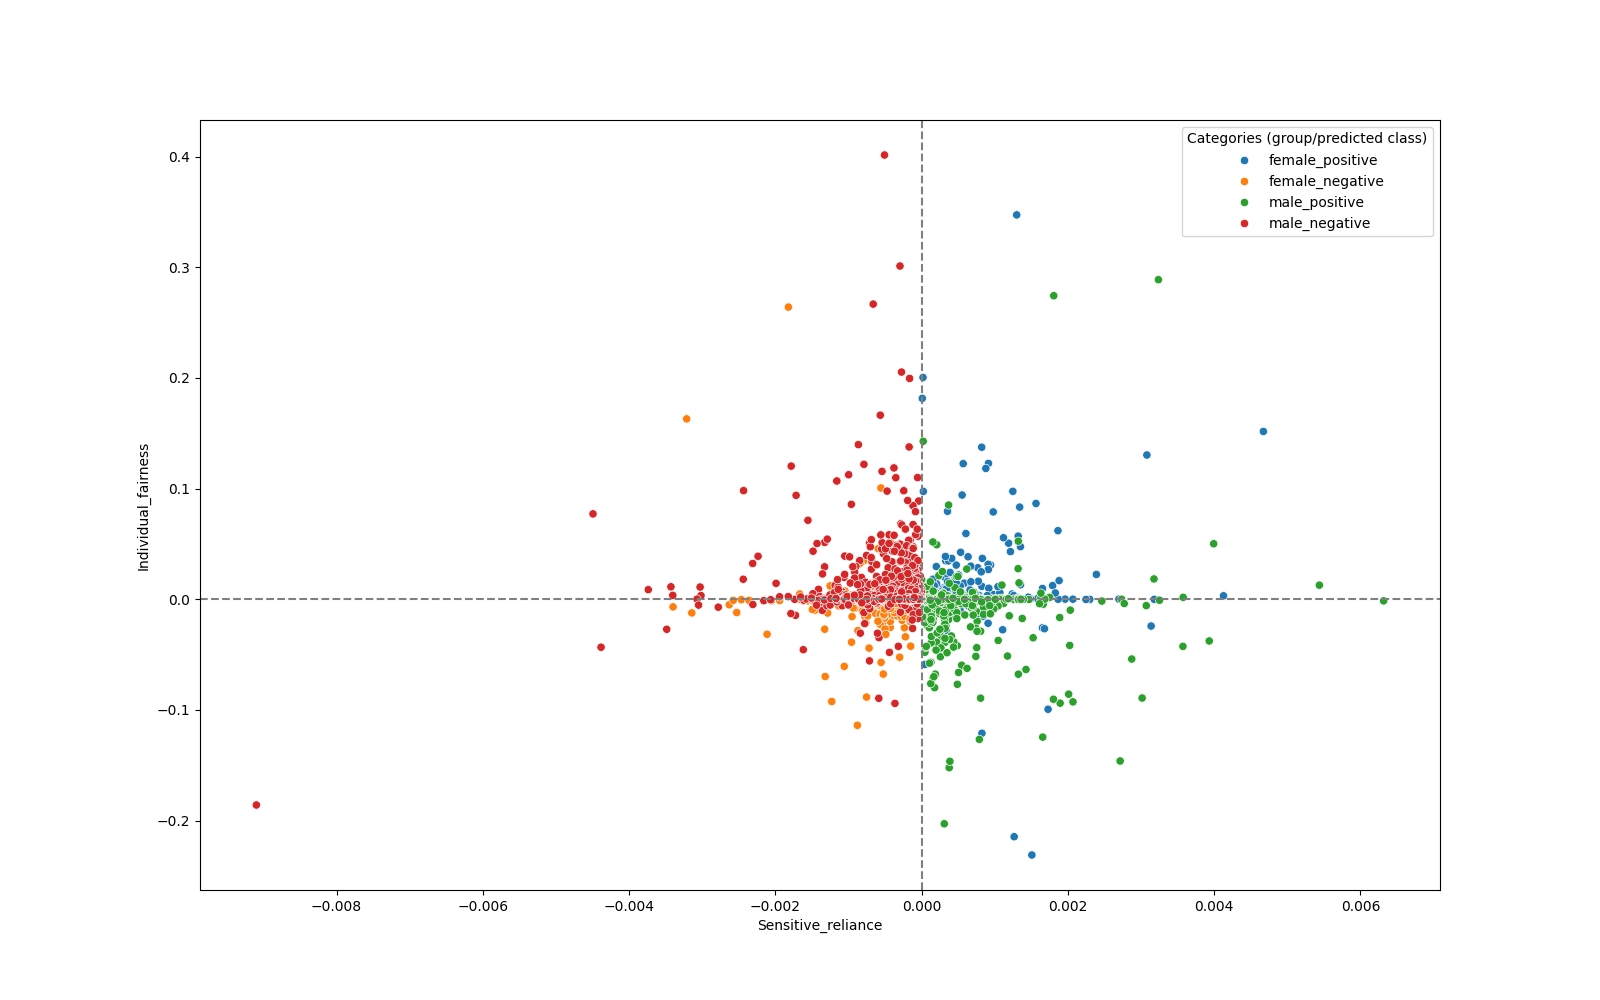 Categories (group/predicted class)
female_positive
female_negative
male_positive
male_negative
Individual_fairness
0.4
0.3
0.2
0.1
0.0
−0.1
−0.2
−0.008 −0.006 −0.004 −0.002 0.000 0.002 0.004 0.006
Sensitive_reliance